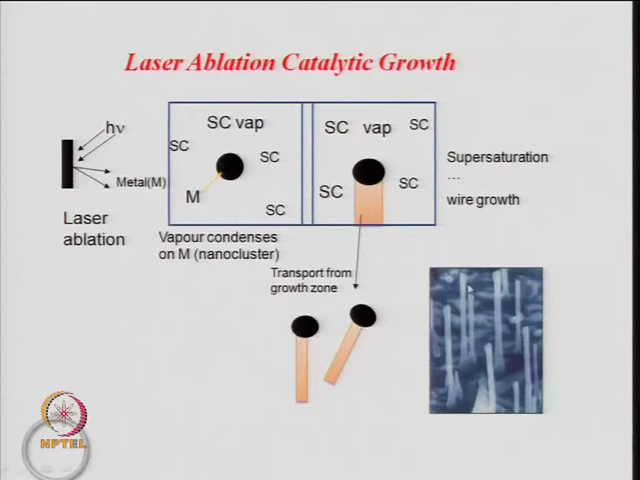 Laser Ablation Catalytic Growth
hν
Metal(M)
Laser
ablation
SC vap
SC
SC
M
SC
Vapour condenses
on M (nanocluster)
SC vap
SC
SC
SC
Supersaturation
...
wire growth
Transport from
growth zone
NPTEL